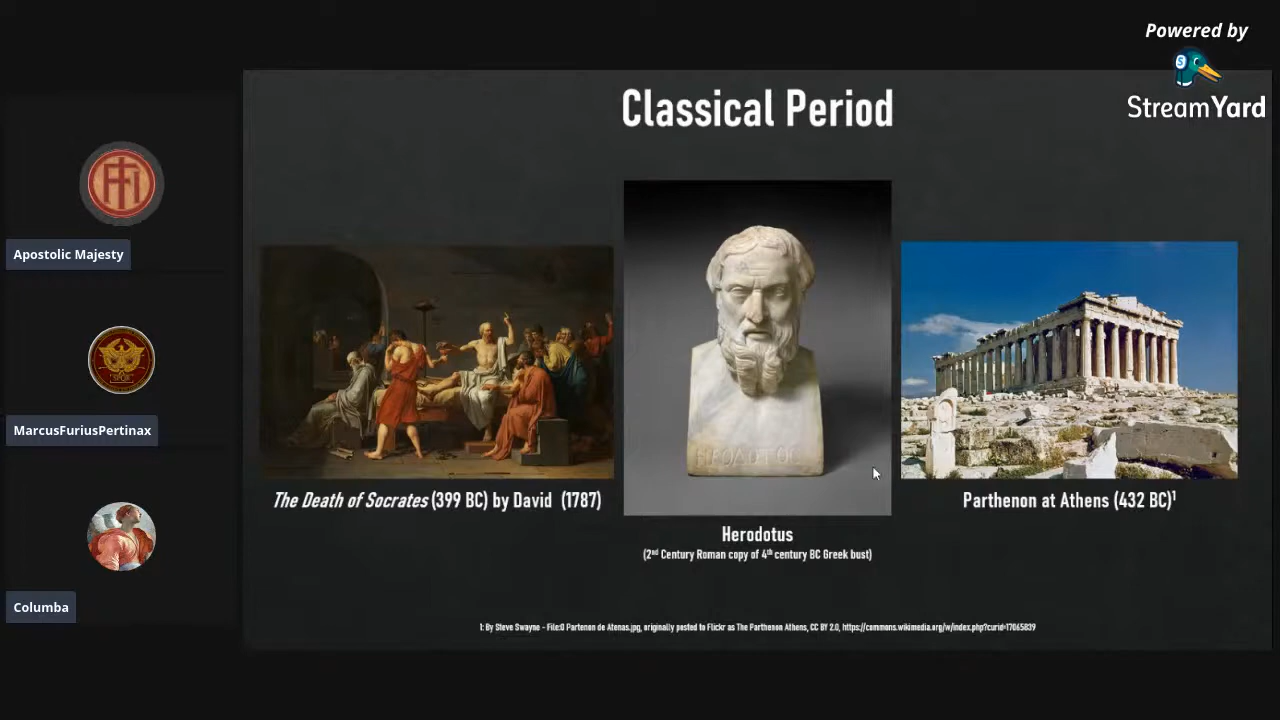 Powered by
StreamYard
Classical Period
Apostolic Majesty
SPQR
MarcusFuriusPertinax
Columba
ΗΡΟΔΟΤΟΣ
The Death of Socrates (399 BC) by David (1787)
Herodotus
(2nd Century Roman copy of 4th century BC Greek bust)
Parthenon at Athens (432 BC)1
1: By Steve Swayne - File:O Partenon de Atenas.jpg, originally posted to Flickr as The Parthenon Athens, CC BY 2.0, https://commons.wikimedia.org/w/index.php?curid=17065839